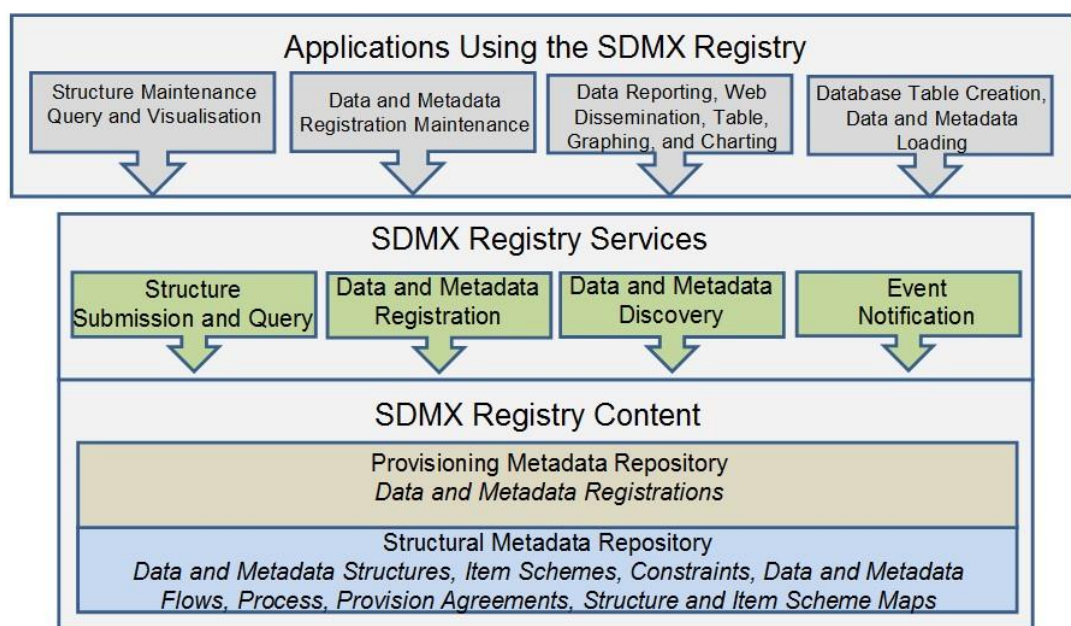 Applications Using the SDMX Registry
Structure Maintenance
Query and Visualisation
Data and Metadata
Registration Maintenance
Data Reporting, Web
Dissemination, Table,
Graphing, and Charting
Database Table Creation,
Data and Metadata
Loading
SDMX Registry Services
Structure
Submission and Query
Data and Metadata
Registration
Data and Metadata
Discovery
Event
Notification
SDMX Registry Content
Provisioning Metadata Repository
Data and Metadata Registrations
Structural Metadata Repository
Data and Metadata Structures, Item Schemes, Constraints, Data and Metadata
Flows, Process, Provision Agreements, Structure and Item Scheme Maps